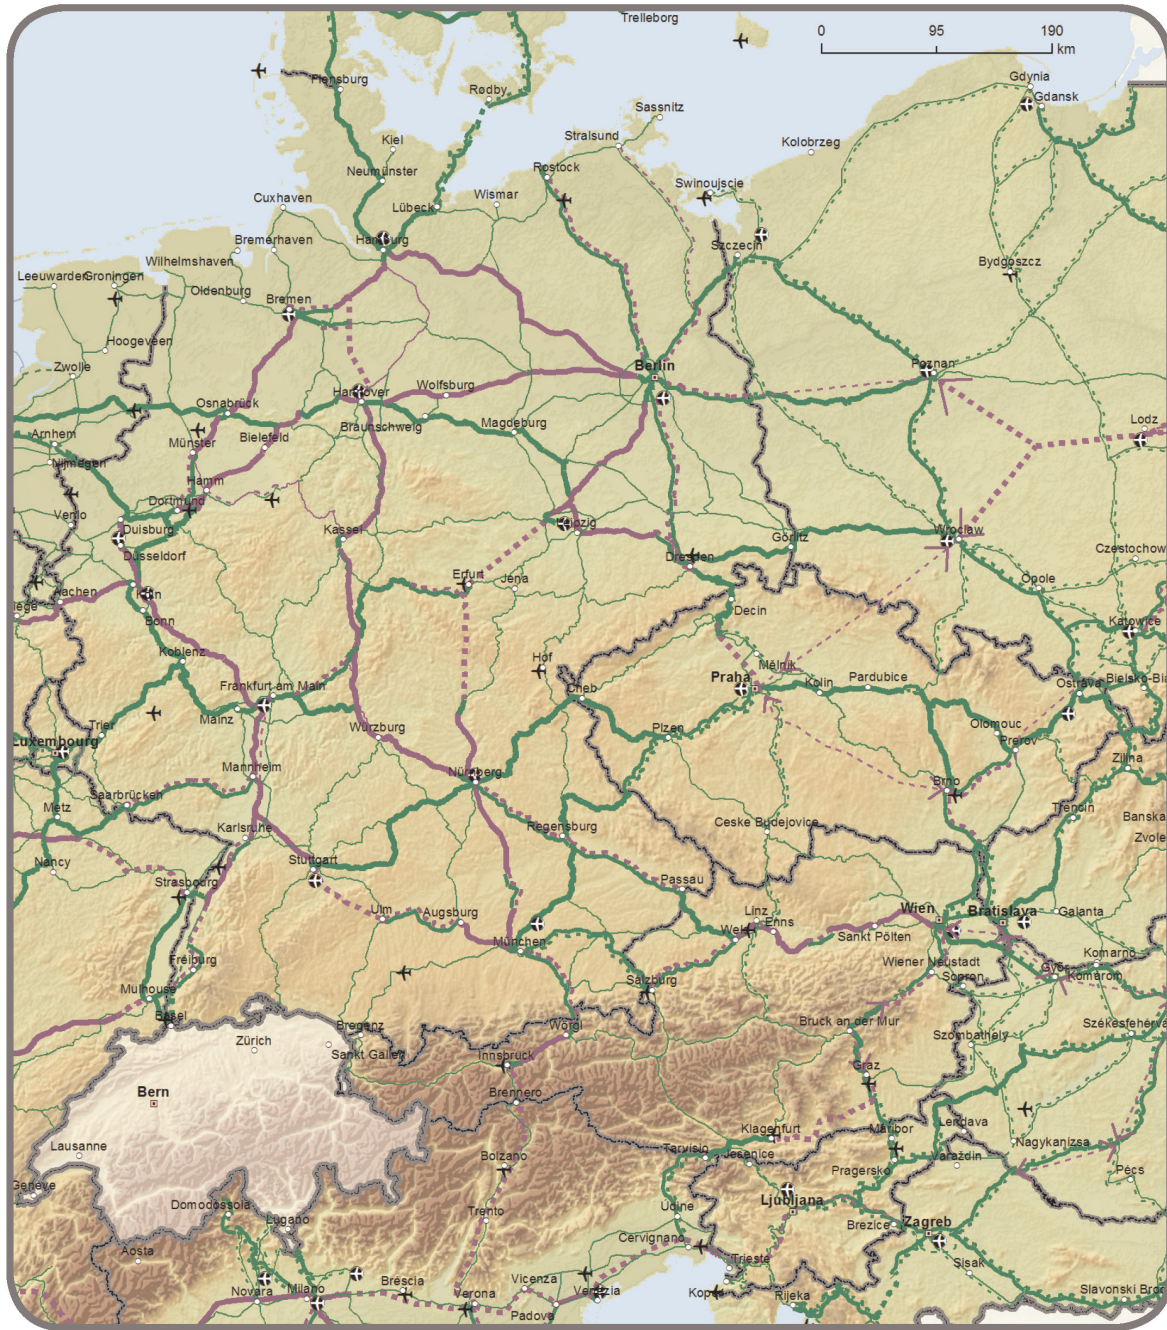 Trelleborg
0 95 190
km
Flensburg
Rødby
Gdynia
Gdansk
Sassnitz
Stralsund
Kiel
Kolobrzeg
Neumünster
Rostock
Swinoujscie
Cuxhaven
Lübeck
Wismar
Bremerhaven
Hamburg
Szczecin
Wilhelmshaven
Bydgoszcz
Leeuwarden
Groningen
Oldenburg
Bremen
Hoogeveen
Zwolle
Berlin
Poznan
Hannover
Wolfsburg
Osnabrück
Braunschweig
Magdeburg
Lodz
Arnhem
Münster
Bielefeld
Nijmegen
Hamm
Dortmund
Venlo
Duisburg
Kassel
Leipzig
Wroclaw
Düsseldorf
Dresden
Görlitz
Czestochow
Erfurt
Jena
Opole
Aachen
Köln
iege
Decin
Bonn
Katowice
Koblenz
Hof
Mělnik
Praha
Kolin
Pardubice
Cheb
Ostrava
Bielsko-Bia
Frankfurt am Main
Mainz
Trier
Würzburg
Plzen
Olomouc
Luxembourg
Prerov
Zilina
Mannheim
Nürnberg
Brno
Saarbrücken
Metz
Trencin
Banska
Karlsruhe
Regensburg
Ceske Budejovice
Zvole
Nancy
Stuttgart
Strasbourg
Passau
Ulm
Augsburg
Linz
Enns
Wien
Bratislava
Galanta
Wels
Sankt Pölten
München
Freiburg
Wiener Neustadt
Komarno
Györ
Komarom
Sopron
Salzburg
Mulhouse
Basel
Bregenz
Wörgl
Bruck an der Mur
Székesfehérvá
Zürich
Sankt Gallen
Szombathely
Innsbruck
Graz
Bern
Brennero
Lausanne
Klagenfurt
Maribor
Lendava
Nagykanizsa
Bolzano
Tarvisio
Jesenice
Varaždin
Pragersko
Pécs
Geneve
Domodossola
Ljubljana
Trento
Udine
Lugano
Brezice
Zagreb
Aosta
Cervignano
Trieste
Sisak
Novara
Milano
Bréscia
Verona
Vicenza
Venezia
Padova
Koper
Rijeka
Slavonski Brod